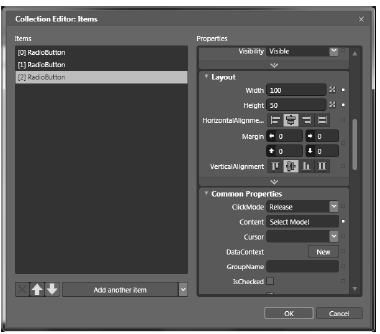 Collection Editor: Items
Items
[0] RadioButton
[1] RadioButton
[2] RadioButton
Add another item
Properties
Visibility Visible
Layout
Width 100
Height 50
HorizontalAlignme...
Margin 0 0
0 0
VerticalAlignment
Common Properties
ClickMode Release
Content Select Model
Cursor
DataContext New
GroupName
IsChecked
OK Cancel